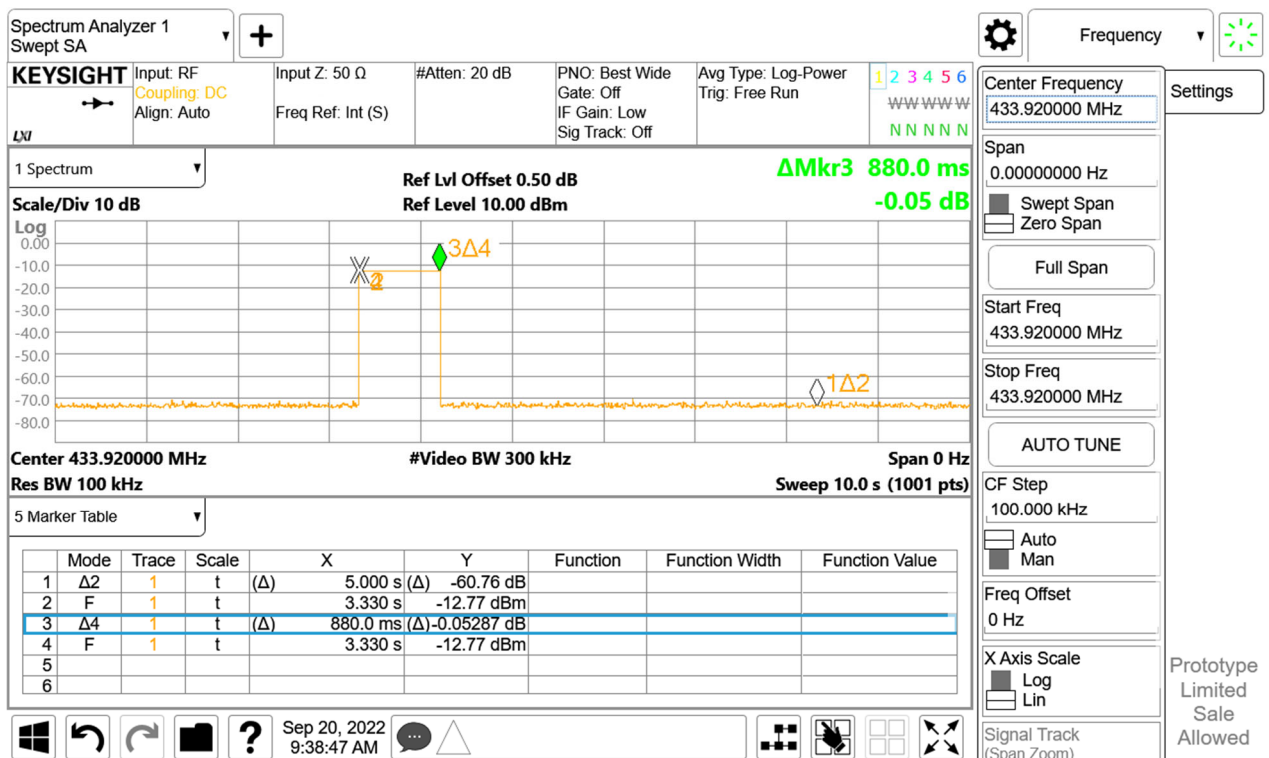 Spectrum Analyzer 1
Swept SA
Frequency
KEYSIGHT
LXI
Input: RF
Coupling: DC
Align: Auto
Input Z: 50 Ω
Freq Ref: Int (S)
#Atten: 20 dB
PNO: Best Wide
Gate: Off
IF Gain: Low
Sig Track: Off
Avg Type: Log-Power
Trig: Free Run
1 2 3 4 5 6
W W W W W
N N N N N
Settings
1 Spectrum
Scale/Div 10 dB
Ref Lvl Offset 0.50 dB
Ref Level 10.00 dBm
ΔMkr3 880.0 ms
-0.05 dB
Log
0.00
-10.0
-20.0
-30.0
-40.0
-50.0
-60.0
-70.0
-80.0
3Δ4
1Δ2
Center 433.920000 MHz
#Video BW 300 kHz
Span 0 Hz
Res BW 100 kHz
Sweep 10.0 s (1001 pts)
5 Marker Table
Mode Trace Scale X Y Function Function Width Function Value
1 Δ2 1 t (Δ) 5.000 s (Δ) -60.76 dB
2 F 1 t 3.330 s -12.77 dBm
3 Δ4 1 t (Δ) 880.0 ms (Δ) -0.05287 dB
4 F 1 t 3.330 s -12.77 dBm
5
6
Sep 20, 2022
9:38:47 AM
Center Frequency
433.920000 MHz
Span
0.00000000 Hz
Swept Span
Zero Span
Full Span
Start Freq
433.920000 MHz
Stop Freq
433.920000 MHz
AUTO TUNE
CF Step
100.000 kHz
Auto
Man
Freq Offset
0 Hz
X Axis Scale
Log
Lin
Signal Track
(Span Zoom)
Prototype
Limited
Sale
Allowed